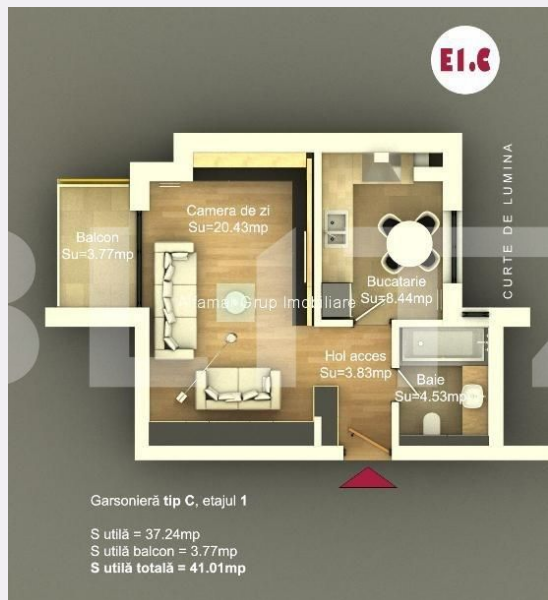 E1.C
CURTE DE LUMINA
Camera de zi
Su=20.43mp
Balcon
Su=3.77mp
Bucatarie
Su=8.44mp
Grup Imobiliare
BLITZ
Hol acces
Su=3.83mp
Baie
Su=4.53mp
Garsonieră tip C, etajul 1
S utilă = 37.24mp
S utilă balcon = 3.77mp
S utilă totală = 41.01mp